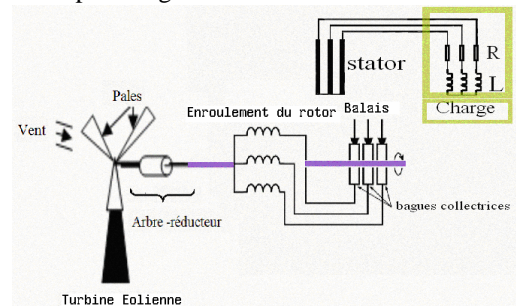 stator
R
L
Charge
Pales
Enroulement du rotor
Balais
Vent
bagues collectrices
Arbre -réducteur
Turbine Eolienne